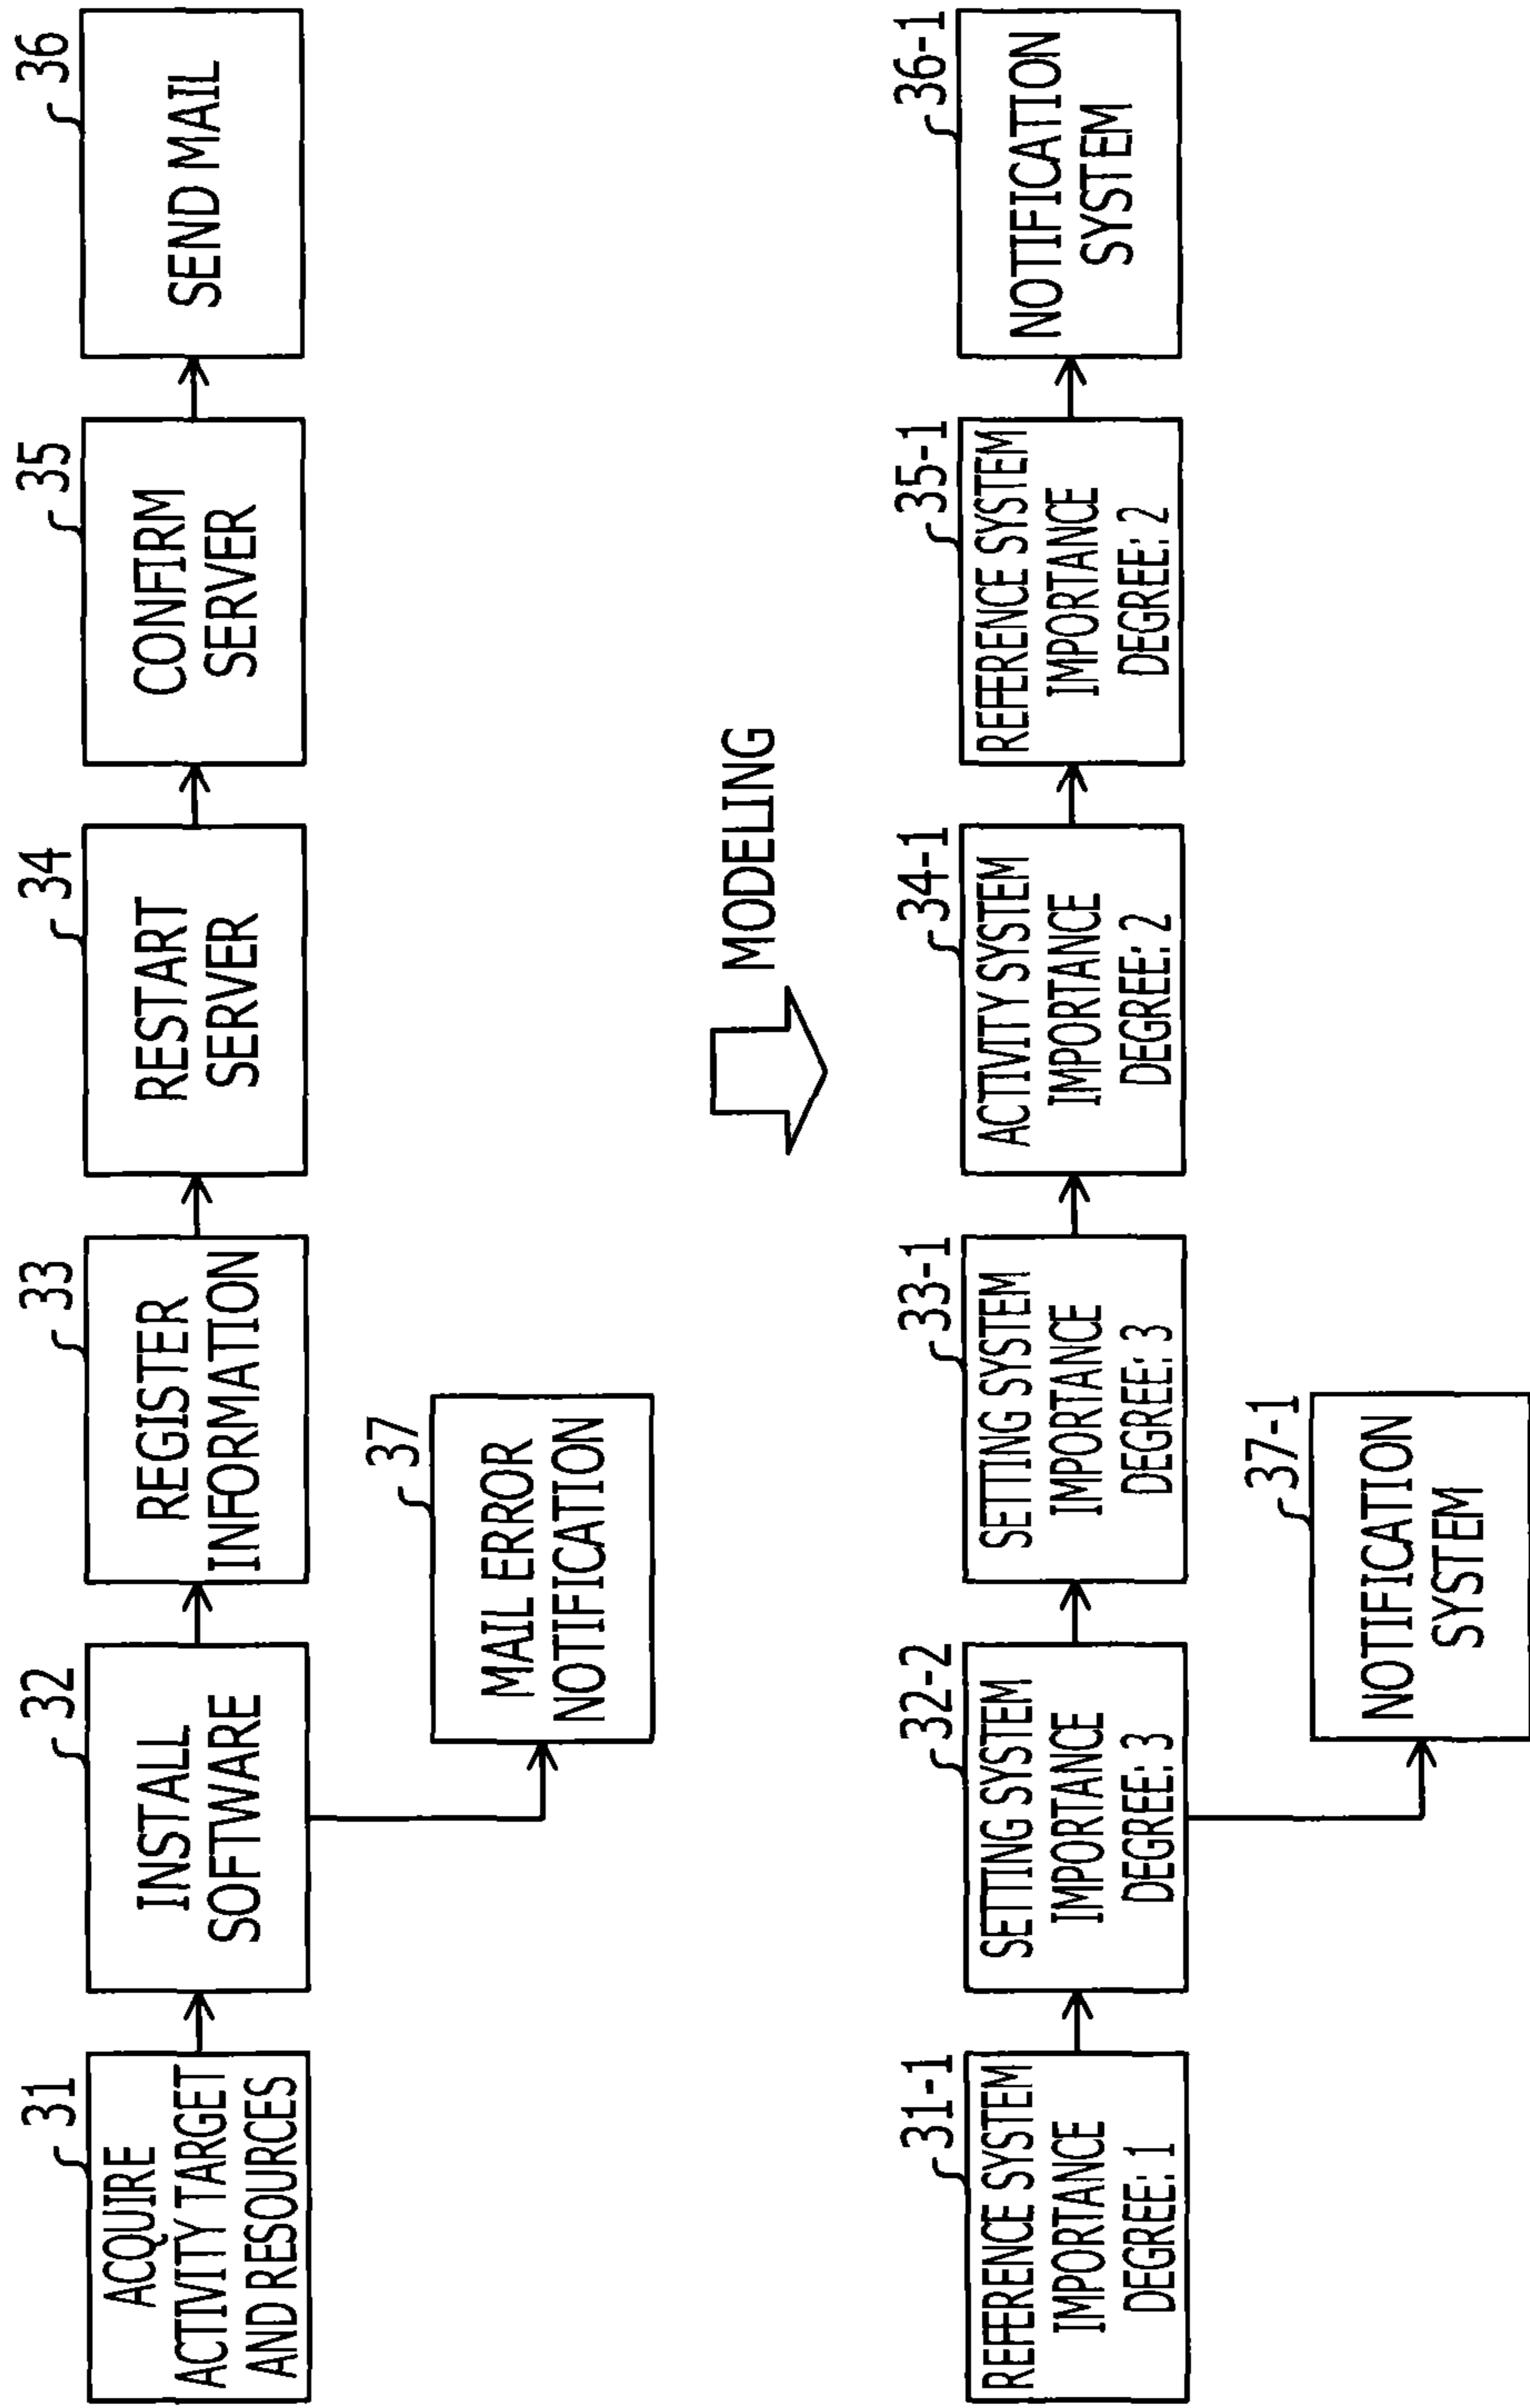 31
ACQUIRE
ACTIVITY TARGET
AND RESOURCES
32
INSTALL
SOFTWARE
33
REGISTER
INFORMATION
34
RESTART
SERVER
35
CONFIRM
SERVER
36
SEND MAIL
37
MAIL ERROR
NOTIFICATION
MODELING
31-1
REFERENCE SYSTEM
IMPORTANCE
DEGREE: 1
32-2
SETTING SYSTEM
IMPORTANCE
DEGREE: 3
33-1
SETTING SYSTEM
IMPORTANCE
DEGREE: 3
34-1
ACTIVITY SYSTEM
IMPORTANCE
DEGREE: 2
35-1
REFERENCE SYSTEM
IMPORTANCE
DEGREE: 2
36-1
NOTIFICATION
SYSTEM
37-1
NOTIFICATION
SYSTEM